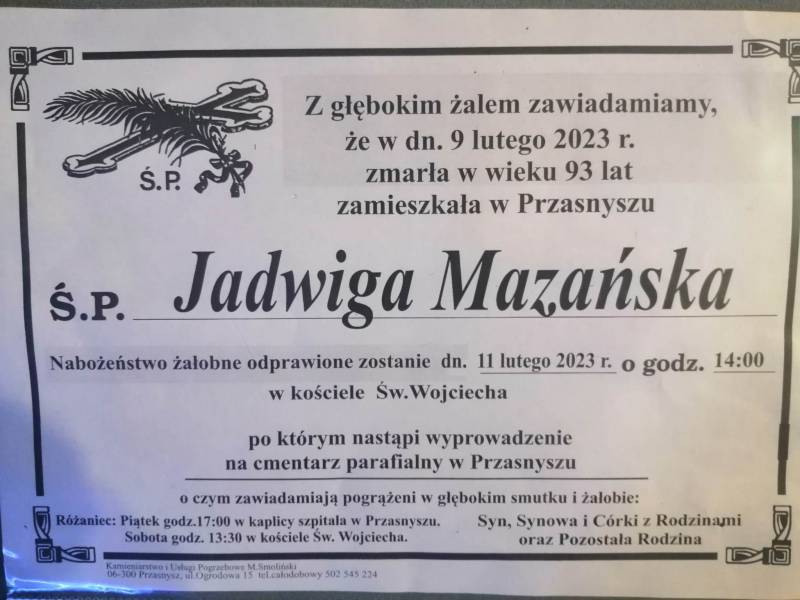 Z głębokim żalem zawiadamiamy,
że w dn. 9 lutego 2023 r.
zmarła w wieku 93 lat
zamieszkała w Przasnyszu
Ś.P.
Ś.P. Jadwiga Mazańska
Nabożeństwo żałobne odprawione zostanie dn. 11 lutego 2023 r. o godz. 14:00
w kościele Św.Wojciecha
po którym nastąpi wyprowadzenie
na cmentarz parafialny w Przasnyszu
o czym zawiadamiają pogrążeni w głębokim smutku i żałobie:
Różaniec: Piątek godz.17:00 w kaplicy szpitala w Przasnyszu.
Sobota godz. 13:30 w kościele Św. Wojciecha.
Syn, Synowa i Córki z Rodzinami
oraz Pozostała Rodzina
Kamieniarstwo i Usługi Pogrzebowe M.Smoliński
06-300 Przasnysz, ul.Ogrodowa 15 tel.całodobowy 502 545 224